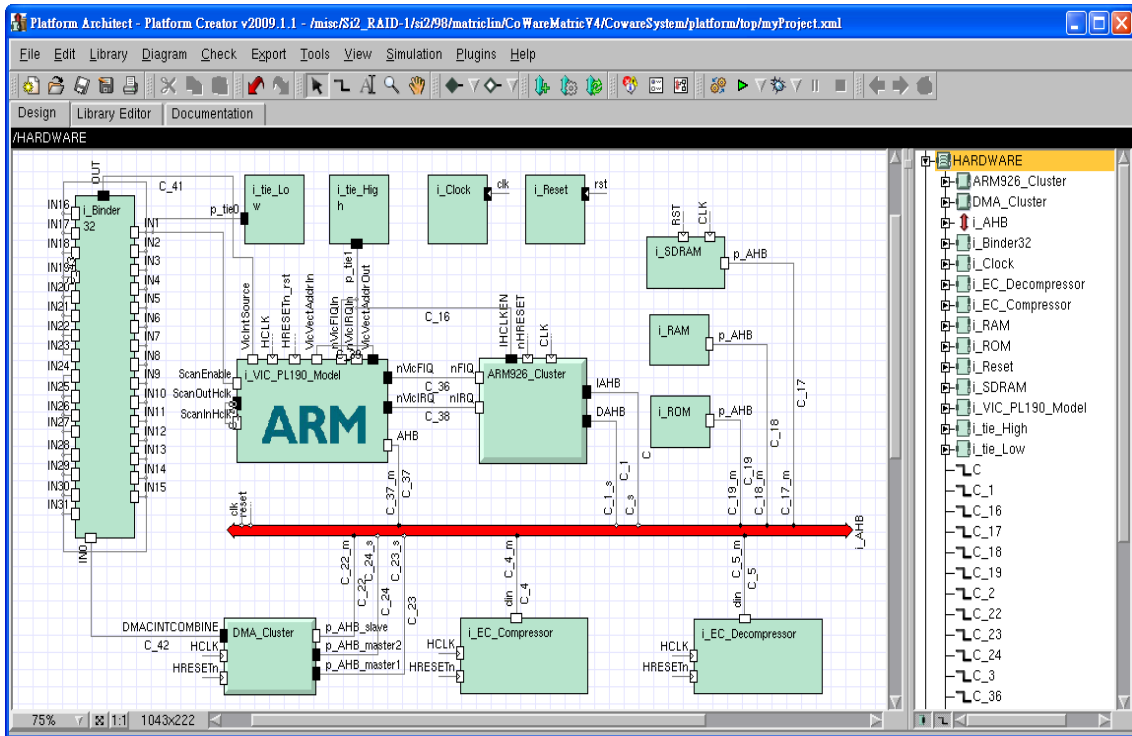 Platform Architect - Platform Creator v2009.1.1 - /misc/Si2_RAID-1/si2/98/matriclin/CoWareMatricV4/CowareSystem/platform/top/myProject.xml
File Edit Library Diagram Check Export Tools View Simulation Plugins Help
Design Library Editor Documentation
/HARDWARE
OUT
C_41
i_Binder
32
IN16
IN17
IN18
IN20
IN21
IN22
IN23
IN24
IN25
IN26
IN27
IN28
IN29
IN30
IN31
IN1
IN2
IN3
IN4
IN5
IN6
IN7
IN8
IN9
IN10
IN11
IN12
IN13
IN14
IN15
IN0
i_tie_Lo
w
p_tie0
i_tie_Hig
h
p_tie1
i_Clock
clk
i_Reset
rst
VicIntSource
HCLK
HRESETn_rst
VicVectAddrIn
nVicFIQIn
nVicIRQIn
VicVectAddrOut
C_16
ScanEnable
ScanOutHclk
ScanInHclk
i_VIC_PL190_Model
ARM
nVicFIQ
C_36
nFIQ
nVicIRQ
C_38
nIRQ
AHB
C_37_m
C_37
IHCLKEN
nHRESET
CLK
ARM926_Cluster
IAHB
DAHB
C_1_s
C_1
C_s
C
RST
CLK
i_SDRAM
p_AHB
C_17
i_RAM
p_AHB
C_18
i_ROM
p_AHB
C_19_m
C_19
C_18_m
C_17_m
clk
reset
i_AHB
C_22_m
C_22
C_24_s
C_24
C_23_s
C_23
C_4_m
C_4
din
C_5_m
C_5
din
DMACINTCOMBINE
C_42
HCLK
HRESETn
DMA_Cluster
p_AHB_slave
p_AHB_master2
p_AHB_master1
i_EC_Compressor
HCLK
HRESETn
i_EC_Decompressor
HCLK
HRESETn
HARDWARE
ARM926_Cluster
DMA_Cluster
i_AHB
i_Binder32
i_Clock
i_EC_Decompressor
i_EC_Compressor
i_RAM
i_ROM
i_Reset
i_SDRAM
i_VIC_PL190_Model
i_tie_High
i_tie_Low
C
C_1
C_16
C_17
C_18
C_19
C_2
C_22
C_23
C_24
C_3
C_36
75% 1:1 1043x222